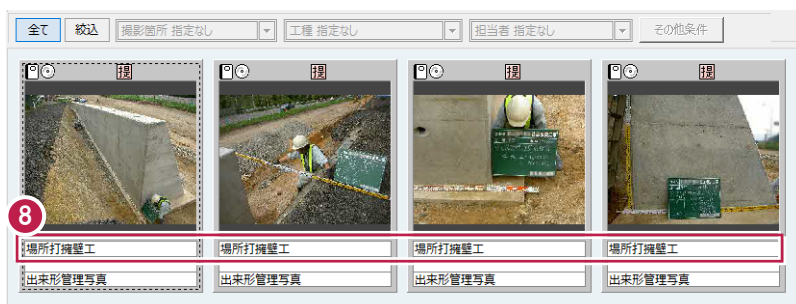 全て 絞込 撮影箇所 指定なし 工種 指定なし 担当者 指定なし その他条件
P 提 P 提 P 提 P 提
8
場所打擁壁工 場所打擁壁工 場所打擁壁工 場所打擁壁工
出来形管理写真 出来形管理写真 出来形管理写真 出来形管理写真